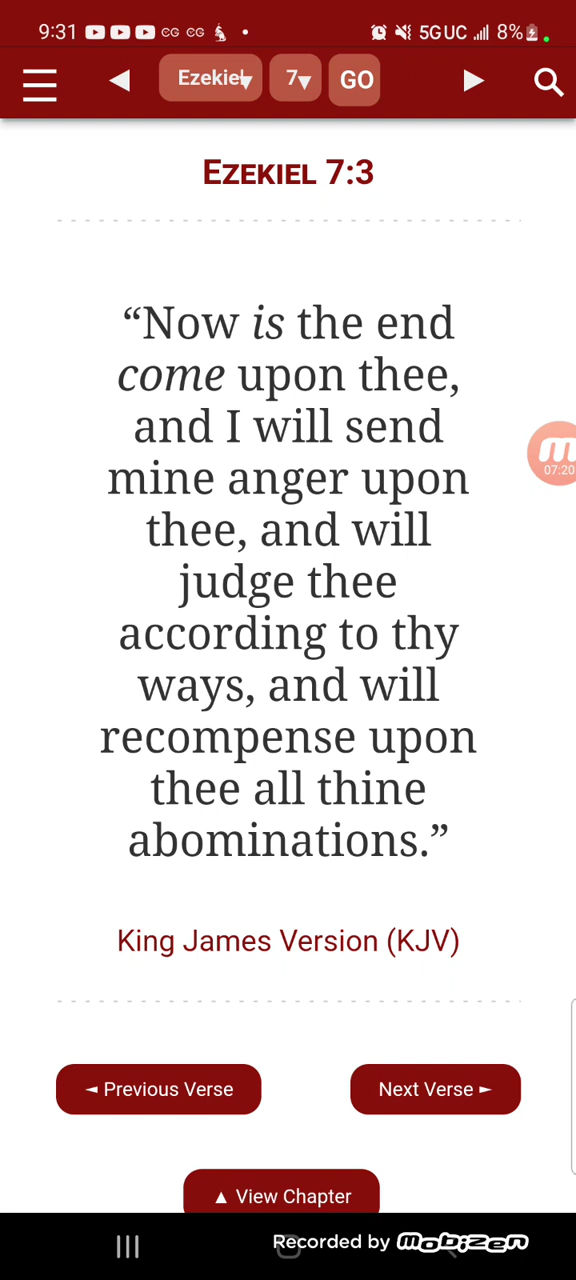 9:31 CG CG • 5GUC 8%
Ezekiel 7 GO
EZEKIEL 7:3
“Now is the end
come upon thee,
and I will send
mine anger upon
thee, and will
judge thee
according to thy
ways, and will
recompense upon
thee all thine
abominations.”
m
07:20
King James Version (KJV)
◄ Previous Verse
Next Verse ►
▲ View Chapter
Recorded by Mobizen